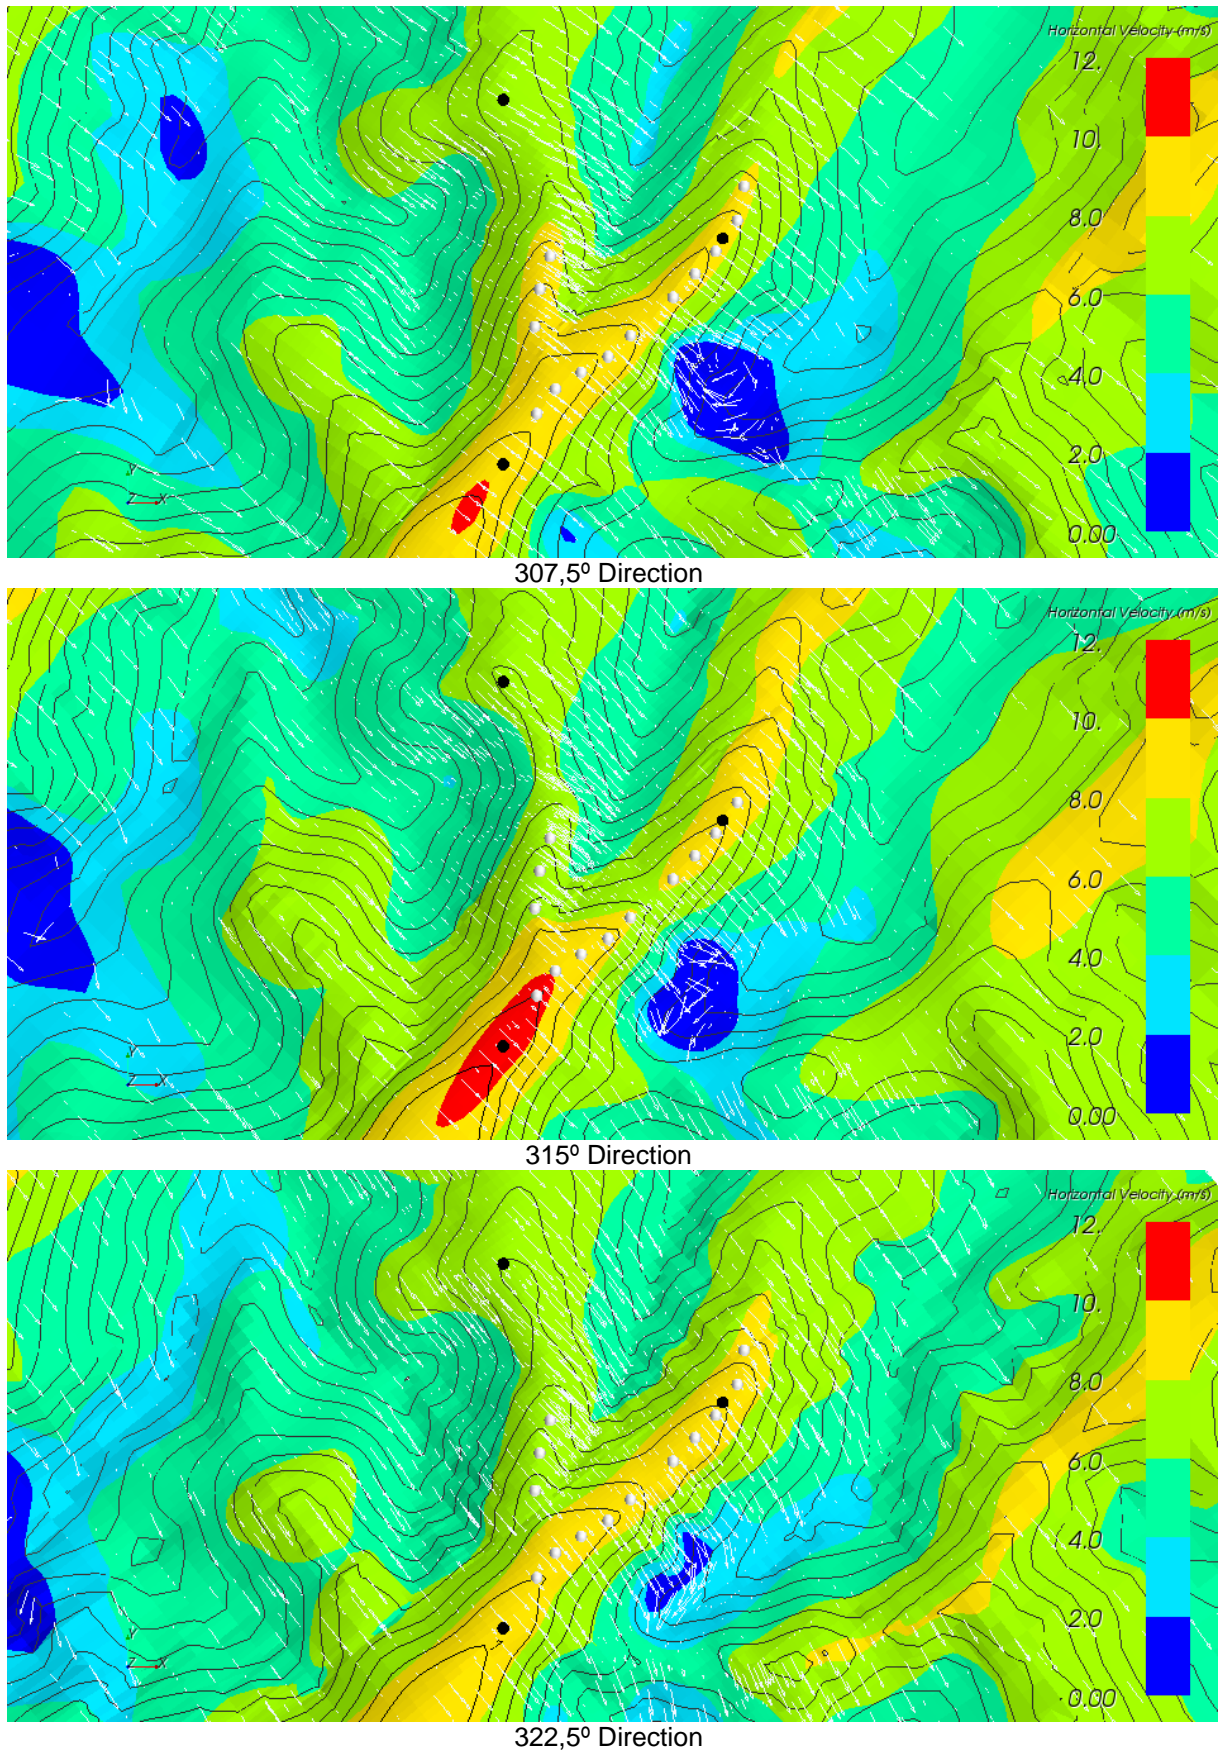 Horizontal Velocity (m/s)
12.
10.
8.0
6.0
4.0
2.0
0.00
Y
Z X
307,5º Direction
Horizontal Velocity (m/s)
12.
10.
8.0
6.0
4.0
2.0
0.00
Y
Z X
315º Direction
Horizontal Velocity (m/s)
12.
10.
8.0
6.0
4.0
2.0
0.00
Y
Z X
322,5º Direction